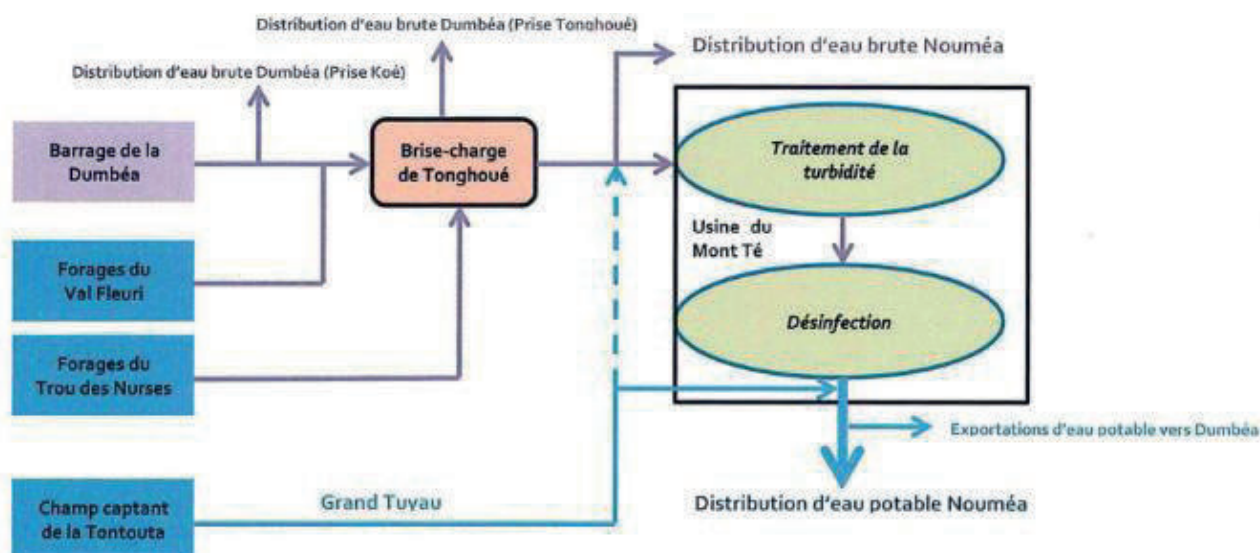 Distribution d'eau brute Dumbéa (Prise Tonghoué)
Distribution d'eau brute Nouméa
Distribution d'eau brute Dumbéa (Prise Koé)
Barrage de la
Dumbéa
Brise-charge
de Tonghoué
Traitement de la
turbidité
Usine du
Mont Té
Forages du
Val Fleuri
Désinfection
Forages du
Trou des Nurses
Exportations d'eau potable vers Dumbéa
Grand Tuyau
Distribution d'eau potable Nouméa
Champ captant
de la Tontouta